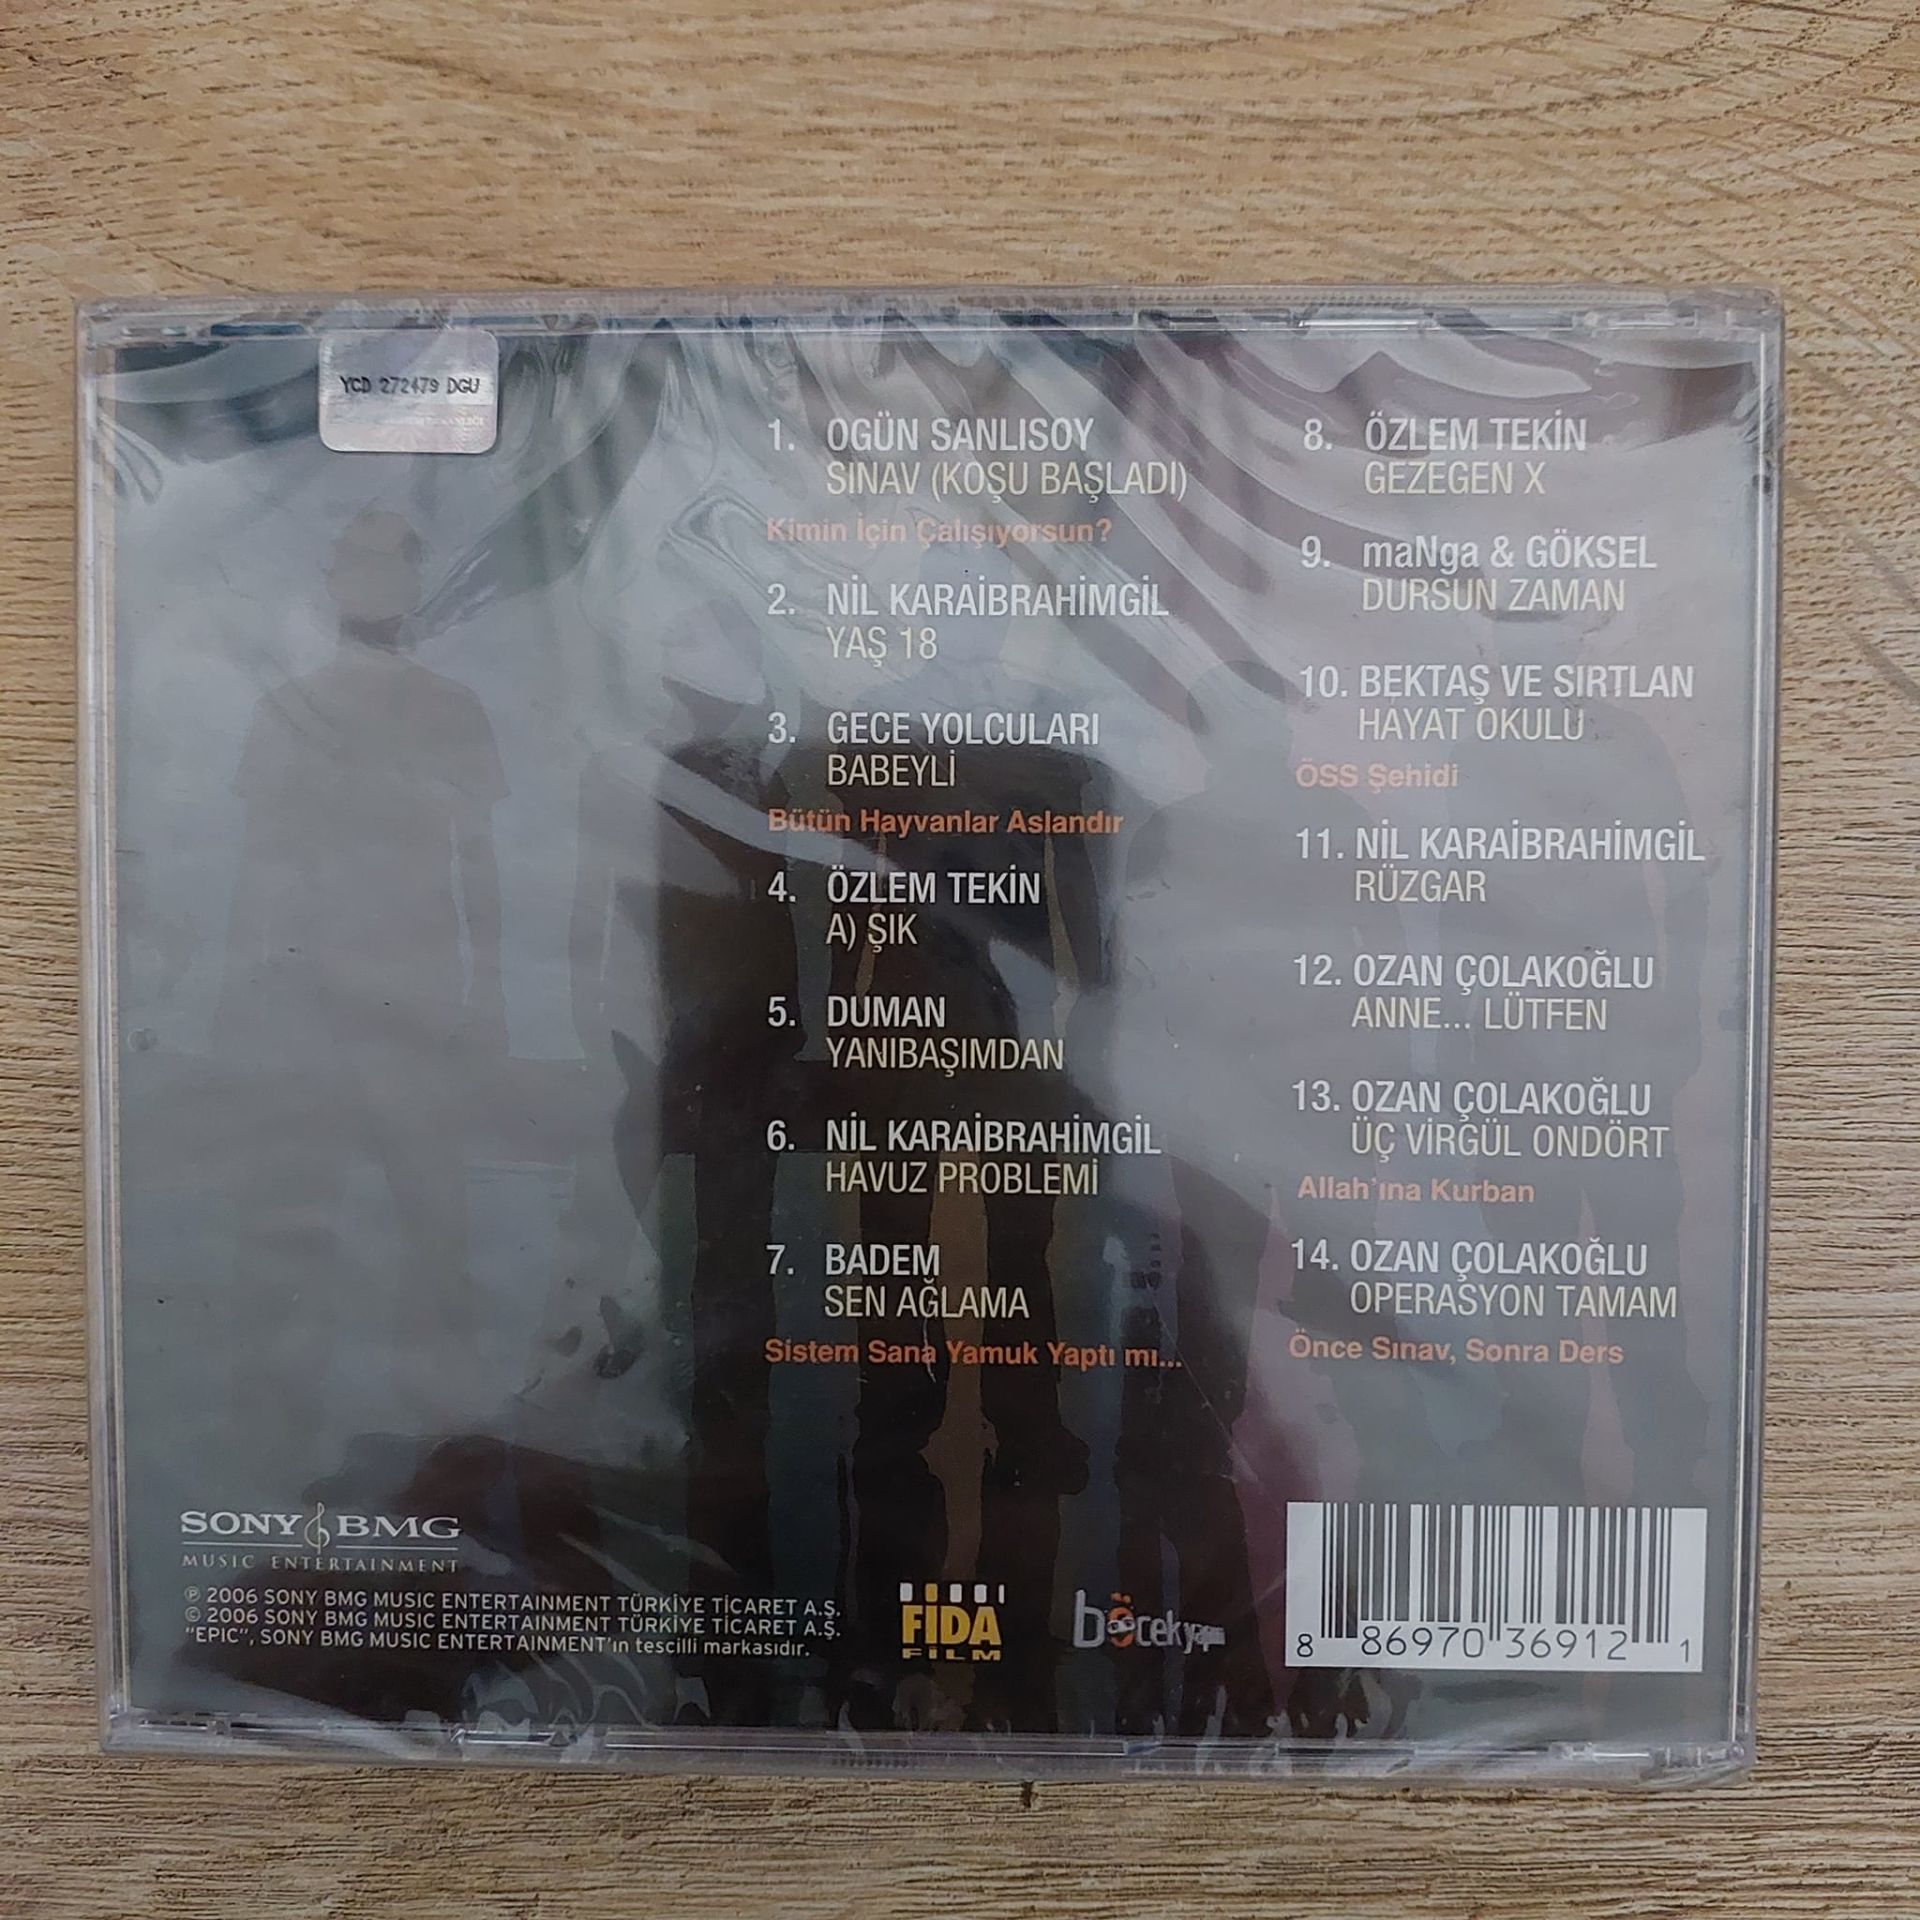 YCD 272479 DGU
1. OGÜN SANLISOY
SINAV (KOŞU BAŞLADI)
Kimin İçin Çalışıyorsun?
2. NİL KARAİBRAHİMGİL
YAŞ 18
3. GECE YOLCULARI
BABEYLİ
Bütün Hayvanlar Aslandır
4. ÖZLEM TEKİN
A) ŞIK
5. DUMAN
YANIBAŞIMDAN
6. NİL KARAİBRAHİMGİL
HAVUZ PROBLEMİ
7. BADEM
SEN AĞLAMA
Sistem Sana Yamuk Yaptı mı...
8. ÖZLEM TEKİN
GEZEGEN X
9. maNga & GÖKSEL
DURSUN ZAMAN
10. BEKTAŞ VE SIRTLAN
HAYAT OKULU
ÖSS Şehidi
11. NİL KARAİBRAHİMGİL
RÜZGAR
12. OZAN ÇOLAKOĞLU
ANNE... LÜTFEN
13. OZAN ÇOLAKOĞLU
ÜÇ VİRGÜL ONDÖRT
Allah'ına Kurban
14. OZAN ÇOLAKOĞLU
OPERASYON TAMAM
Önce Sınav, Sonra Ders
SONY BMG
MUSIC ENTERTAINMENT
℗ 2006 SONY BMG MUSIC ENTERTAINMENT TÜRKİYE TİCARET A.Ş.
© 2006 SONY BMG MUSIC ENTERTAINMENT TÜRKİYE TİCARET A.Ş.
"EPIC", SONY BMG MUSIC ENTERTAINMENT'ın tescilli markasıdır.
FİDA
FİLM
böcek yapım
8 86970 36912 1